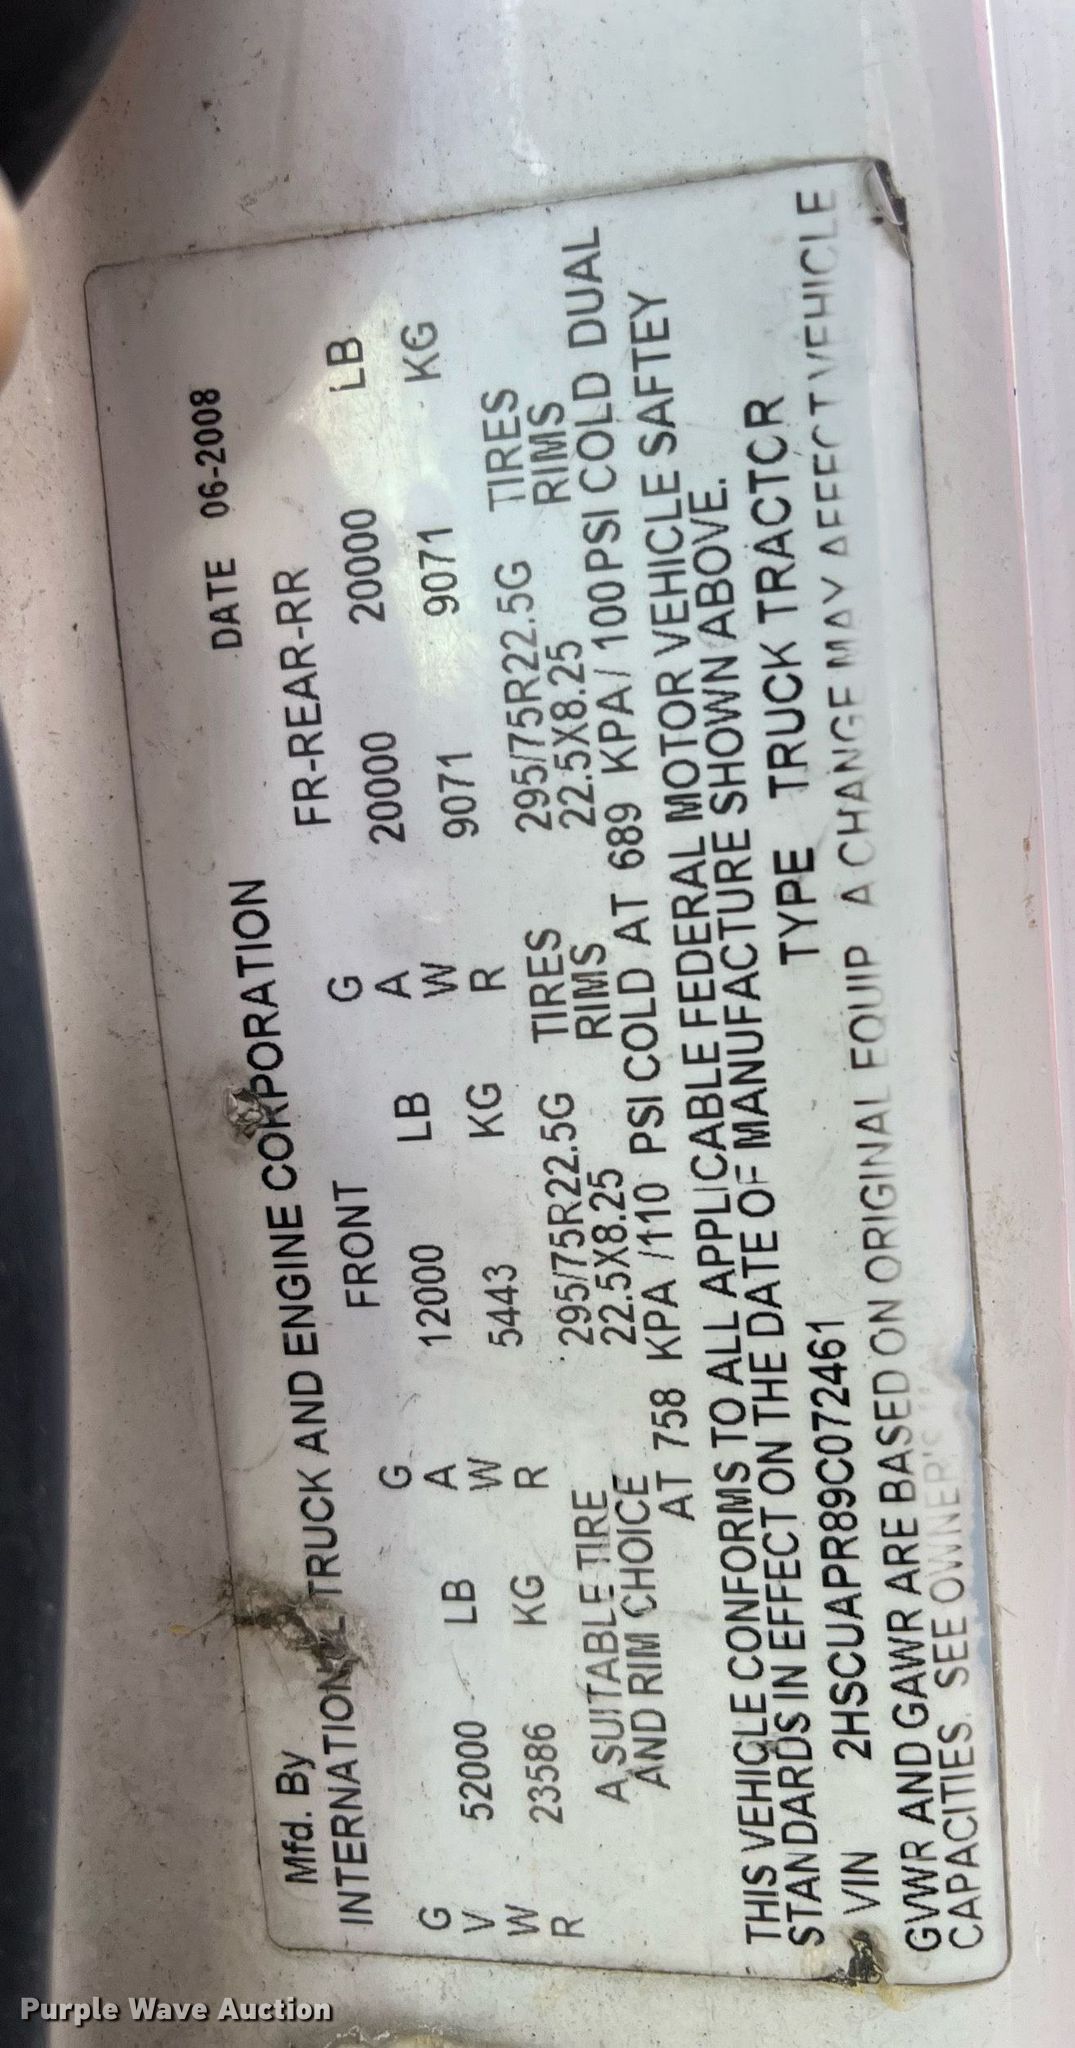 Mfd. By
INTERNATIONAL TRUCK AND ENGINE CORPORATION DATE 06-2008
FRONT FR-REAR-RR
G V W R 52000 LB G A W R 12000 LB G A W R 20000 20000 LB
23586 KG 5443 KG 9071 9071 KG
A SUITABLE TIRE 295/75R22.5G TIRES 295/75R22.5G TIRES
AND RIM CHOICE 22.5X8.25 RIMS 22.5X8.25 RIMS
AT 758 KPA /110 PSI COLD AT 689 KPA / 100PSI COLD DUAL
THIS VEHICLE CONFORMS TO ALL APPLICABLE FEDERAL MOTOR VEHICLE SAFTEY
STANDARDS IN EFFECT ON THE DATE OF MANUFACTURE SHOWN ABOVE.
VIN 2HSCUAPR89C072461 TYPE TRUCK TRACTOR
GVWR AND GAWR ARE BASED ON ORIGINAL EQUIP A CHANGE MAY AFFECT VEHICLE
CAPACITIES. SEE OWNER'S
Purple Wave Auction